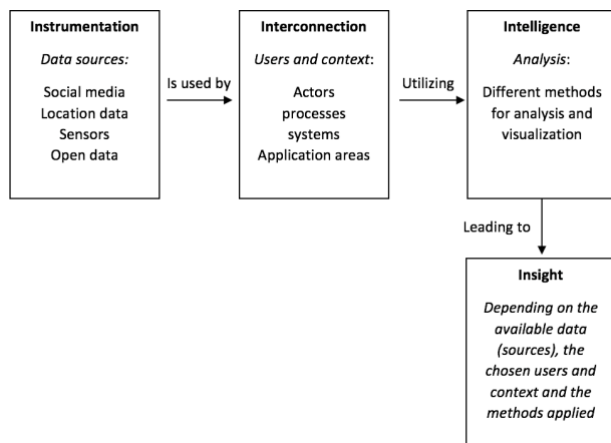 Instrumentation
Data sources:
Social media
Location data
Sensors
Open data
Is used by
Interconnection
Users and context:
Actors
processes
systems
Application areas
Utilizing
Intelligence
Analysis:
Different methods
for analysis and
visualization
Leading to
Insight
Depending on the
available data
(sources), the
chosen users and
context and the
methods applied